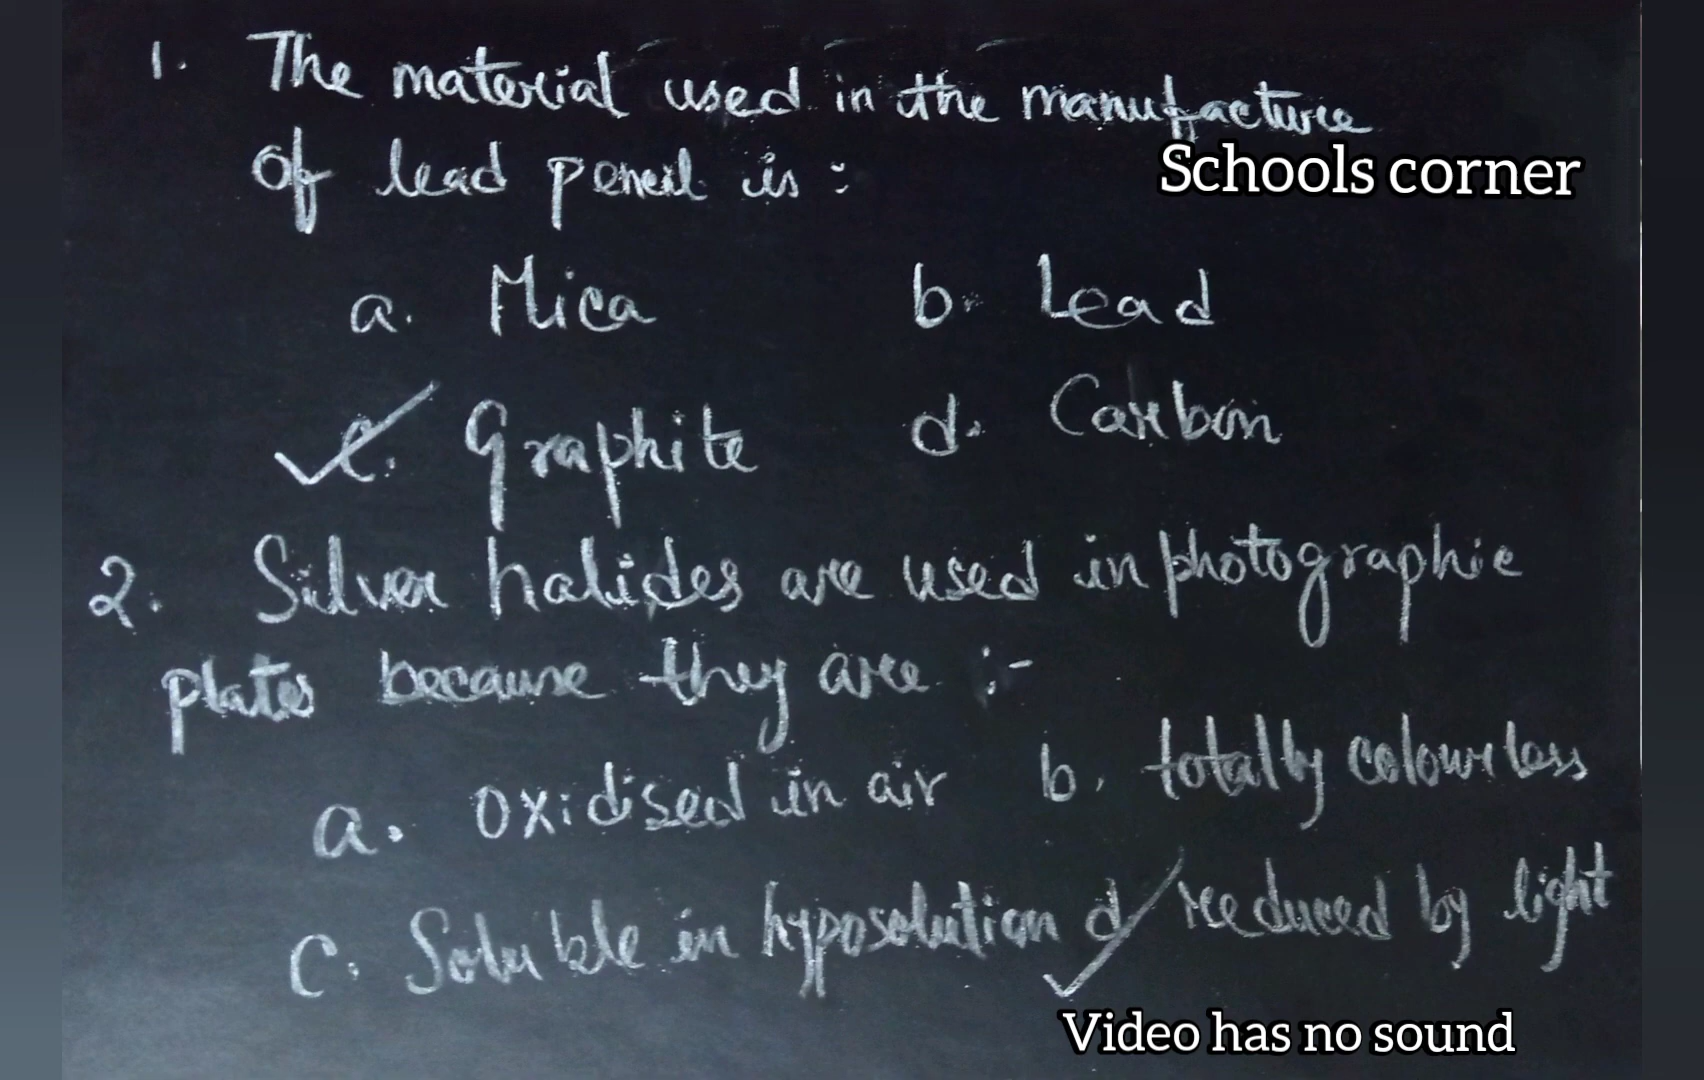 1. The material used in the manufacture
Of lead pencil is :
Schools corner
a. Mica b. Lead
c. Graphite d. Carbon
2. Silver halides are used in photographic
plates because they are :-
a. oxidised in air b. totally colourless
c. Soluble in hyposolution d reduced by light
Video has no sound